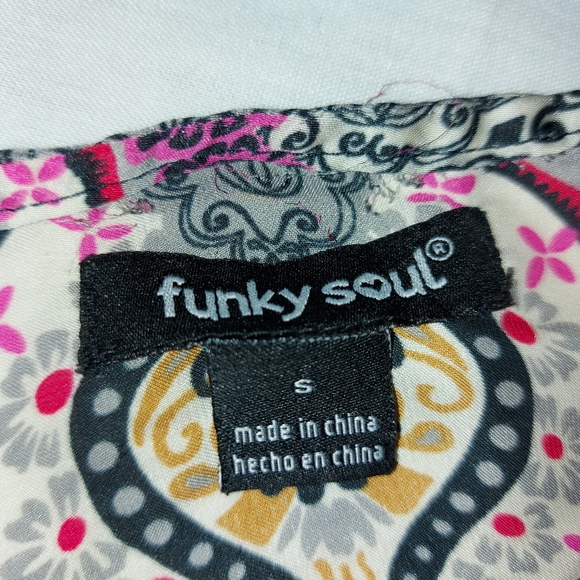 funky soul®
s
made in china
hecho en china